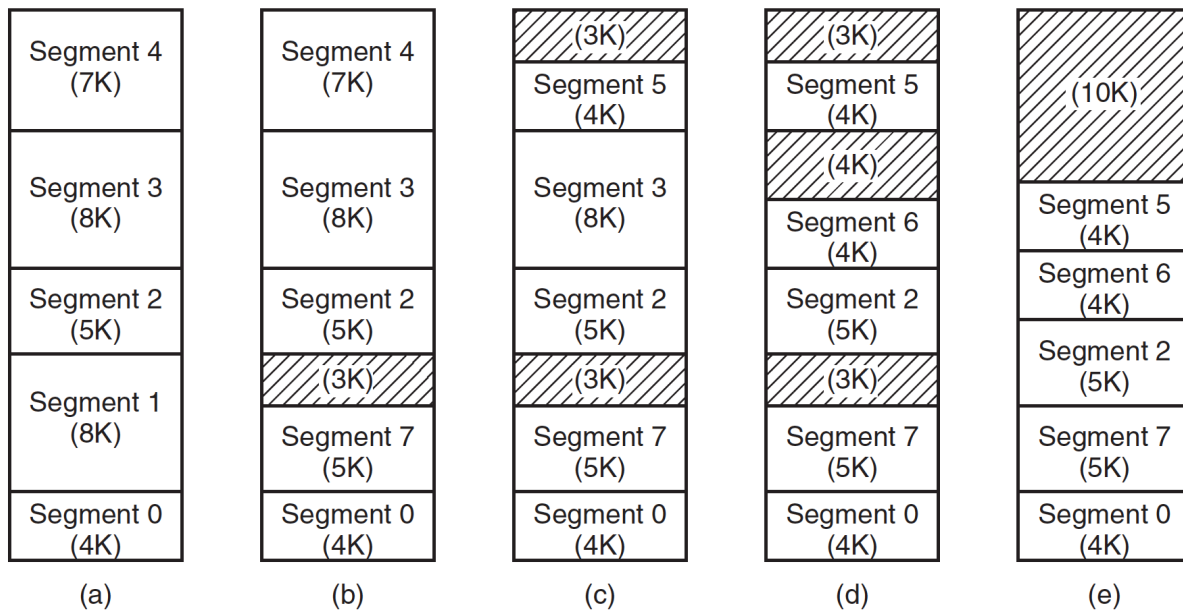 Segment 4
(7K)
Segment 3
(8K)
Segment 2
(5K)
Segment 1
(8K)
Segment 0
(4K)
(a)
Segment 4
(7K)
Segment 3
(8K)
Segment 2
(5K)
(3K)
Segment 7
(5K)
Segment 0
(4K)
(b)
(3K)
Segment 5
(4K)
Segment 3
(8K)
Segment 2
(5K)
(3K)
Segment 7
(5K)
Segment 0
(4K)
(c)
(3K)
Segment 5
(4K)
(4K)
Segment 6
(4K)
Segment 2
(5K)
(3K)
Segment 7
(5K)
Segment 0
(4K)
(d)
(10K)
Segment 5
(4K)
Segment 6
(4K)
Segment 2
(5K)
Segment 7
(5K)
Segment 0
(4K)
(e)